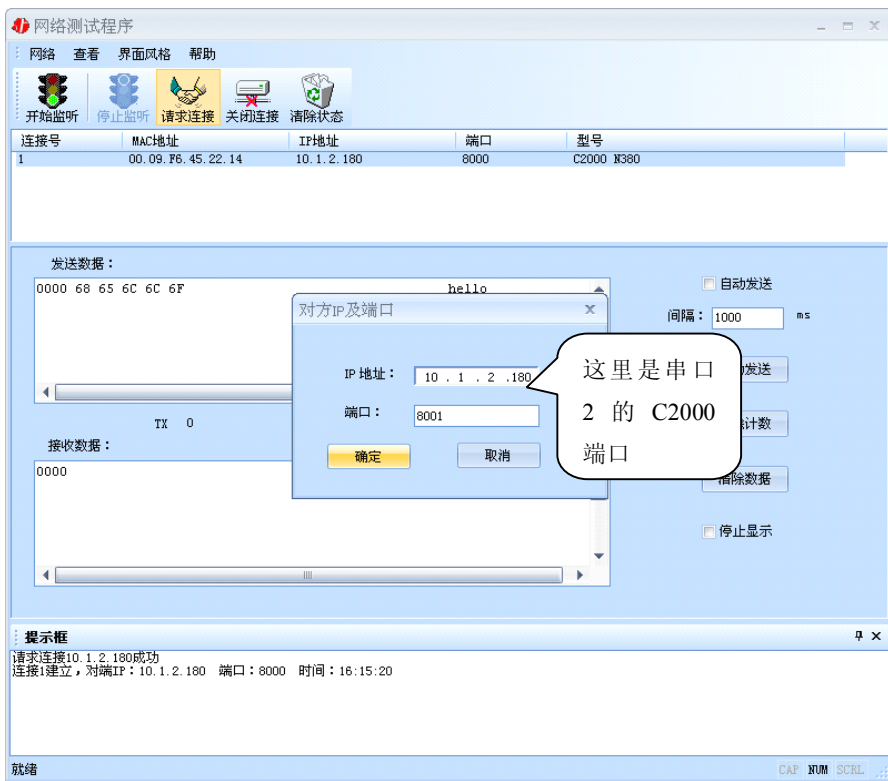 网络测试程序
网络 查看 界面风格 帮助
开始监听 停止监听 请求连接 关闭连接 清除状态
连接号 MAC地址 IP地址 端口 型号
1 00.09.F6.45.22.14 10.1.2.180 8000 C2000 N380
发送数据：
0000 68 65 6C 6C 6F hello
自动发送
间隔： 1000 ms
对方IP及端口
IP 地址： 10 . 1 . 2 .180
端口： 8001
确定 取消
这里是串口
2 的 C2000
端口
发送
计数
清除数据
停止显示
TX 0
接收数据：
0000
提示框
请求连接10.1.2.180成功
连接1建立，对端IP：10.1.2.180 端口：8000 时间：16:15:20
就绪 CAP NUM SCRL